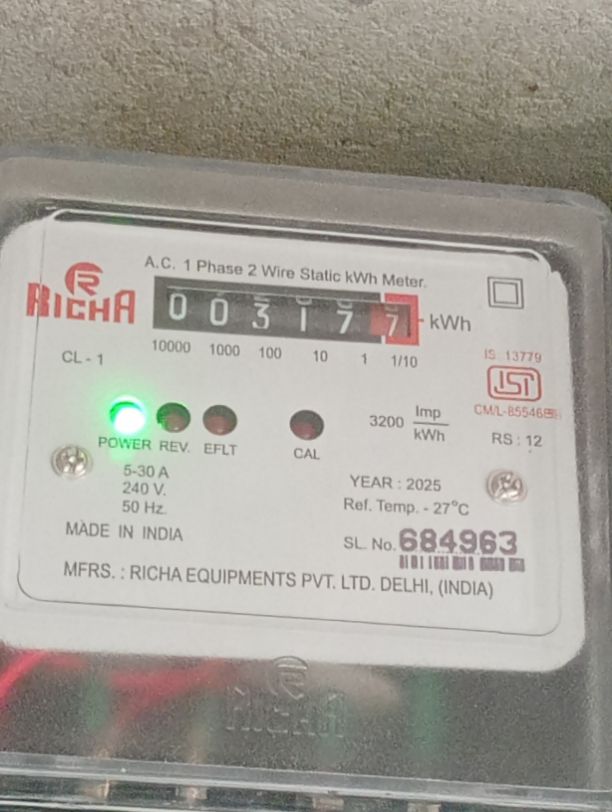 A.C. 1 Phase 2 Wire Static kWh Meter.
R
RICHA
0 0 3 1 7 7 kWh
10000 1000 100 10 1 1/10
CL - 1
IS. 13779
ISI
CM/L-85546
POWER REV. EFLT CAL
3200 Imp/kWh
RS : 12
5-30 A
240 V.
50 Hz.
YEAR : 2025
Ref. Temp. - 27°C
MADE IN INDIA
SL. No. 684963
MFRS. : RICHA EQUIPMENTS PVT. LTD. DELHI, (INDIA)
R
RICHA